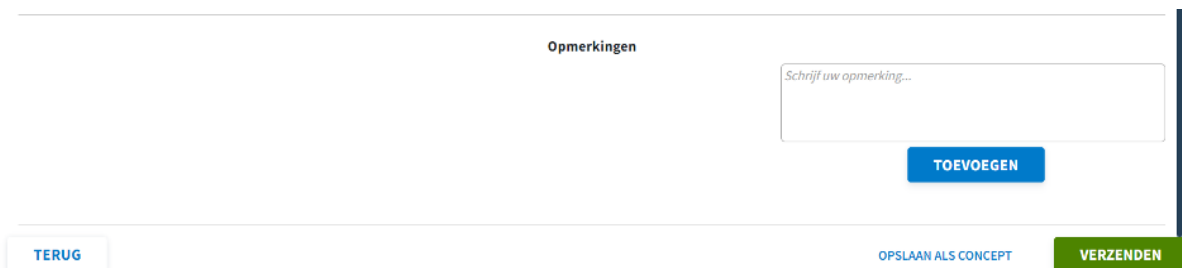 Opmerkingen
Schrijf uw opmerking...
TOEVOEGEN
TERUG
OPSLAAN ALS CONCEPT
VERZENDEN